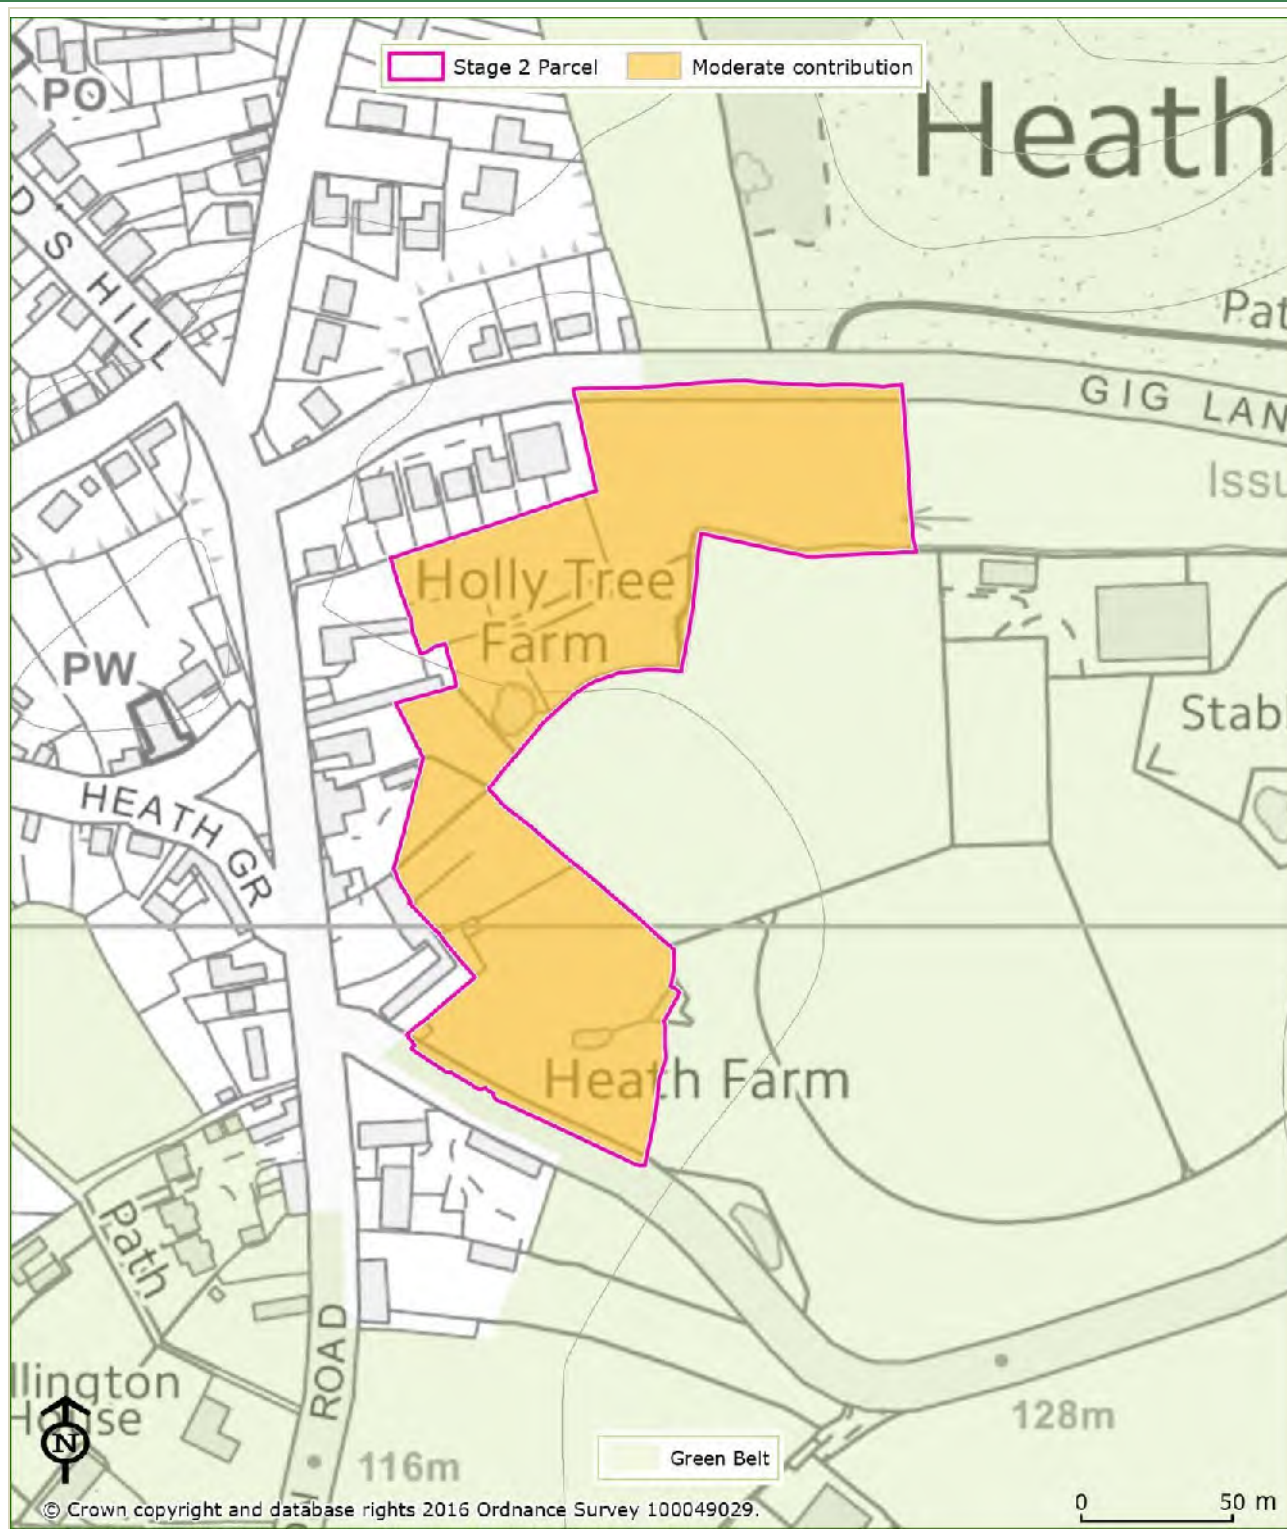 Stage 2 Parcel
Moderate contribution
PO
Heath
D'S HILL
Pat
GIG LAN
Issu
Holly Tree
Farm
PW
Stab
HEATH GR
Heath Farm
Path
ROAD
llington
House
N
128m
116m
Green Belt
© Crown copyright and database rights 2016 Ordnance Survey 100049029.
0 50 m